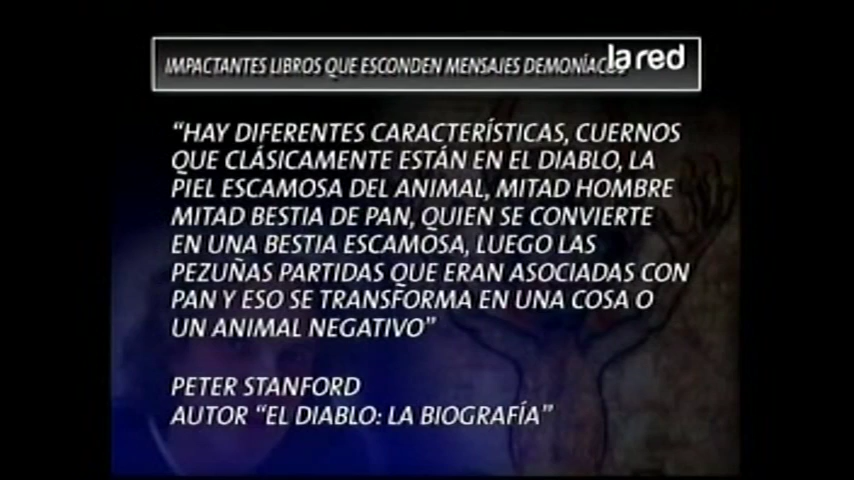 IMPACTANTES LIBROS QUE ESCONDEN MENSAJES DEMONÍACOS
la red
“HAY DIFERENTES CARACTERÍSTICAS, CUERNOS
QUE CLÁSICAMENTE ESTÁN EN EL DIABLO, LA
PIEL ESCAMOSA DEL ANIMAL, MITAD HOMBRE
MITAD BESTIA DE PAN, QUIEN SE CONVIERTE
EN UNA BESTIA ESCAMOSA, LUEGO LAS
PEZUÑAS PARTIDAS QUE ERAN ASOCIADAS CON
PAN Y ESO SE TRANSFORMA EN UNA COSA O
UN ANIMAL NEGATIVO”
PETER STANFORD
AUTOR “EL DIABLO: LA BIOGRAFÍA”